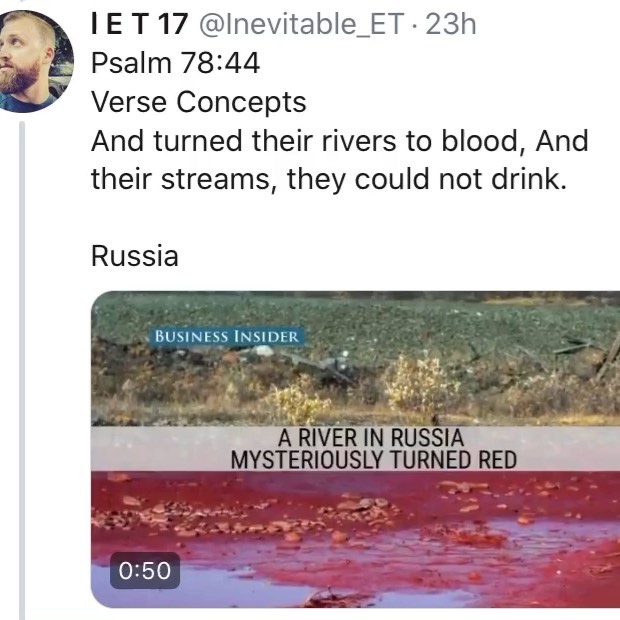 I E T 17 @Inevitable_ET · 23h
Psalm 78:44
Verse Concepts
And turned their rivers to blood, And
their streams, they could not drink.
Russia
BUSINESS INSIDER
A RIVER IN RUSSIA
MYSTERIOUSLY TURNED RED
0:50